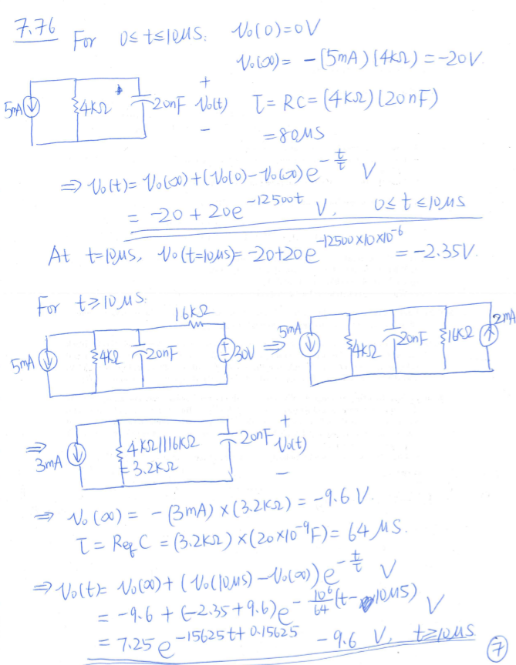 7.76 For 0≤t≤10μs: V₀(0)=0V
V₀(∞)= -(5mA)(4kΩ)=-20V
5mA 4kΩ 20nF + V₀(t) - τ=RC=(4kΩ)(20nF)
=80μs
⇒V₀(t)=V₀(∞)+(V₀(0)-V₀(∞))e^(-t/τ) V
= -20+20e^(-12500t) V, 0≤t≤10μs
At t=10μs, V₀(t=10μs)=-20+20e^(-12500×10×10^-6) =-2.35V.
For t≥10μs:
5mA 4kΩ 20nF 16kΩ ± 30V ⇒ 5mA 4kΩ 20nF 16kΩ 2mA
⇒ 3mA 4kΩ//16kΩ =3.2kΩ 20nF + V₀(t) -
⇒ V₀(∞)= -(3mA)×(3.2kΩ)=-9.6V.
τ=Req C=(3.2kΩ)×(20×10^-9F)=64μs.
⇒V₀(t)=V₀(∞)+(V₀(10μs)-V₀(∞))e^(-t/τ) V
= -9.6+(-2.35+9.6)e^(-10^6/64(t-10μs)) V
=7.25e^(-15625t+0.15625) -9.6 V, t≥10μs
⑦